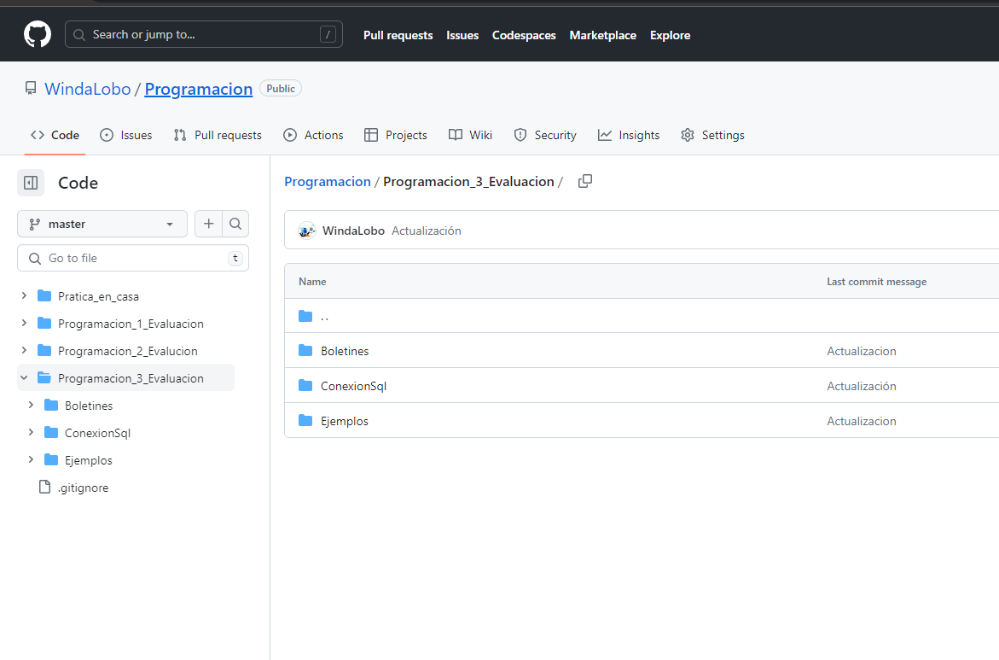 Search or jump to... / Pull requests Issues Codespaces Marketplace Explore
WindaLobo / Programacion Public
Code Issues Pull requests Actions Projects Wiki Security Insights Settings
Code
master
Go to file t
Pratica_en_casa
Programacion_1_Evaluacion
Programacion_2_Evalucion
Programacion_3_Evaluacion
Boletines
ConexionSql
Ejemplos
.gitignore
Programacion / Programacion_3_Evaluacion /
WindaLobo Actualización
Name Last commit message
..
Boletines Actualizacion
ConexionSql Actualización
Ejemplos Actualizacion